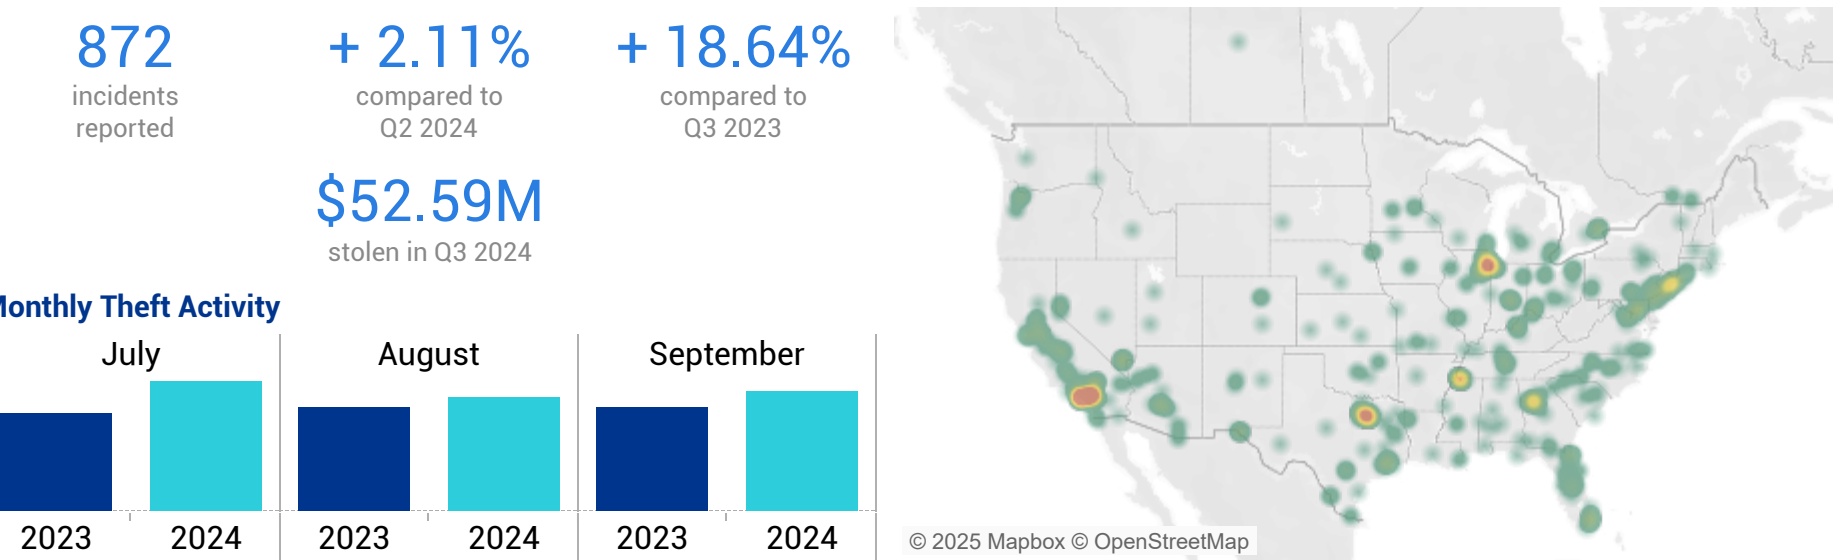 872
incidents
reported
+ 2.11%
compared to
Q2 2024
+ 18.64%
compared to
Q3 2023
$52.59M
stolen in Q3 2024
Monthly Theft Activity
July
August
September
2023
2024
2023
2024
2023
2024
© 2025 Mapbox © OpenStreetMap